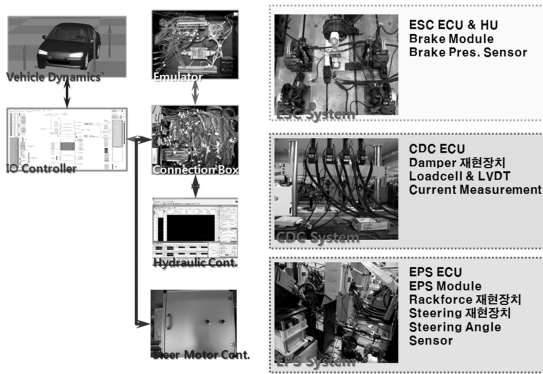 Vehicle Dynamics
IO Controller
Emulator
Connection Box
Hydraulic Cont.
Steer Motor Cont.
ESC System
ESC ECU & HU
Brake Module
Brake Pres. Sensor
CDC System
CDC ECU
Damper 재현장치
Loadcell & LVDT
Current Measurement
EPS System
EPS ECU
EPS Module
Rackforce 재현장치
Steering 재현장치
Steering Angle
Sensor